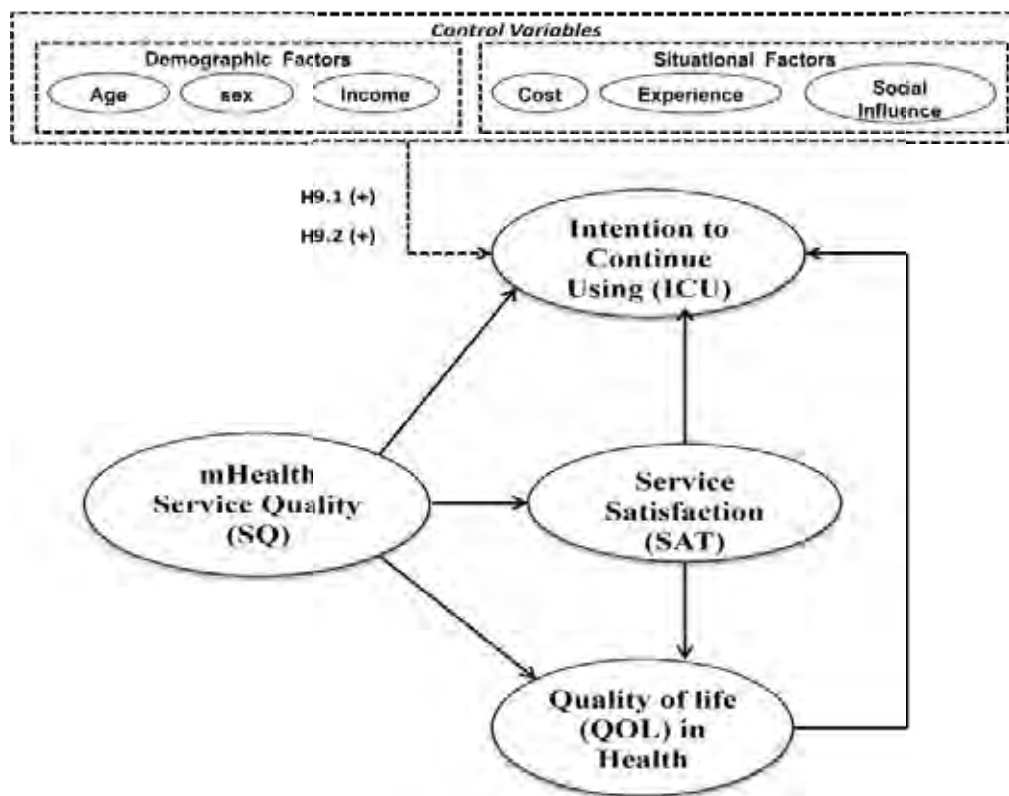 Control Variables
Demographic Factors
Age
sex
Income
Situational Factors
Cost
Experience
Social
Influence
H9.1 (+)
H9.2 (+)
Intention to
Continue
Using (ICU)
mHealth
Service Quality
(SQ)
Service
Satisfaction
(SAT)
Quality of life
(QOL) in
Health